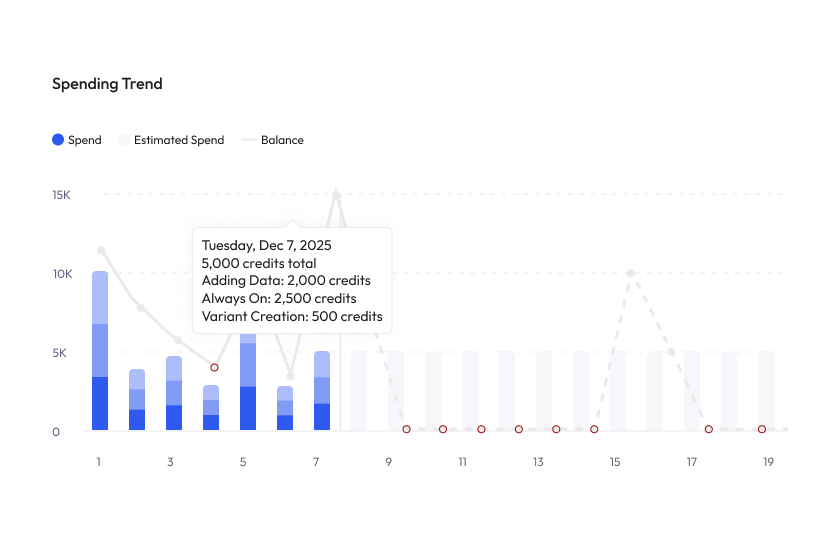 Spending Trend
Spend
Estimated Spend
Balance
15K
10K
5K
0
Tuesday, Dec 7, 2025
5,000 credits total
Adding Data: 2,000 credits
Always On: 2,500 credits
Variant Creation: 500 credits
1 3 5 7 9 11 13 15 17 19